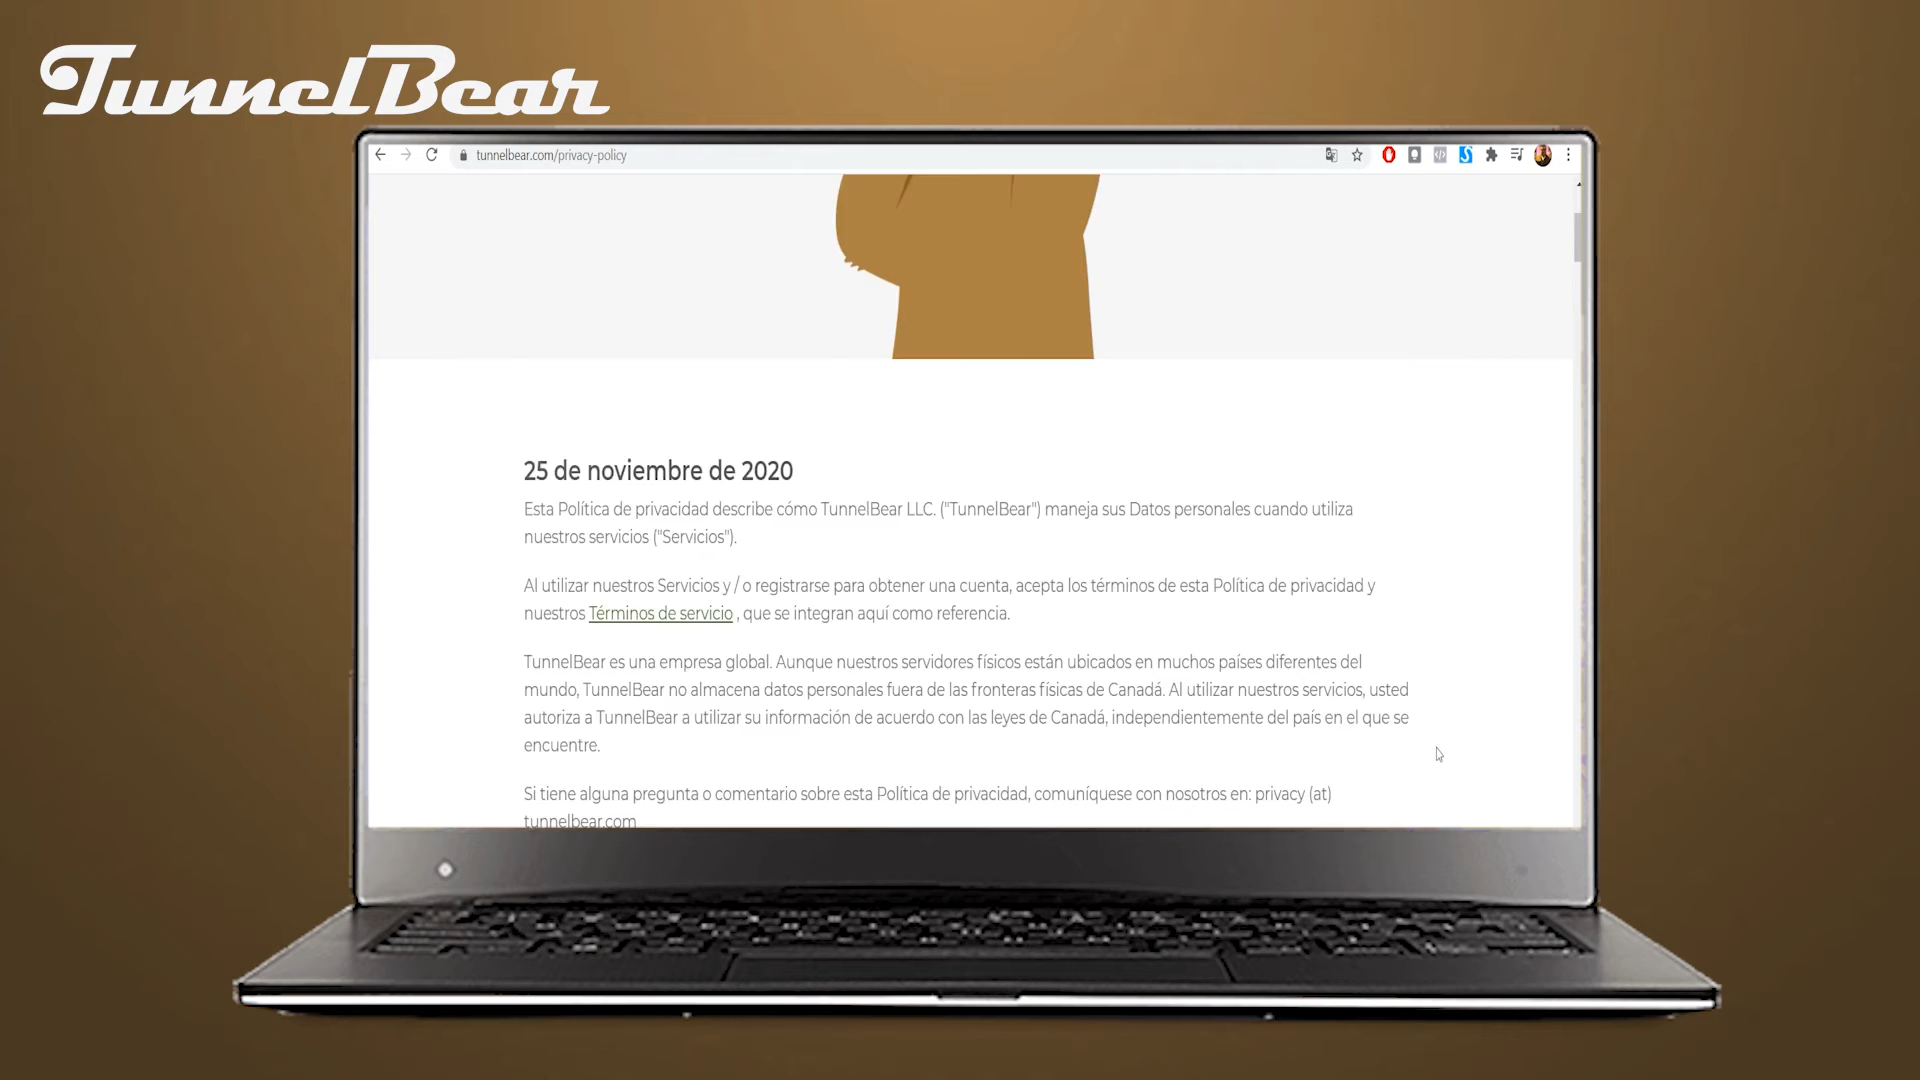 TunnelBear
tunnelbear.com/privacy-policy
25 de noviembre de 2020
Esta Política de privacidad describe cómo TunnelBear LLC. ("TunnelBear") maneja sus Datos personales cuando utiliza
nuestros servicios ("Servicios").
Al utilizar nuestros Servicios y / o registrarse para obtener una cuenta, acepta los términos de esta Política de privacidad y
nuestros Términos de servicio , que se integran aquí como referencia.
TunnelBear es una empresa global. Aunque nuestros servidores físicos están ubicados en muchos países diferentes del
mundo, TunnelBear no almacena datos personales fuera de las fronteras físicas de Canadá. Al utilizar nuestros servicios, usted
autoriza a TunnelBear a utilizar su información de acuerdo con las leyes de Canadá, independientemente del país en el que se
encuentre.
Si tiene alguna pregunta o comentario sobre esta Política de privacidad, comuníquese con nosotros en: privacy (at)
tunnelbear.com